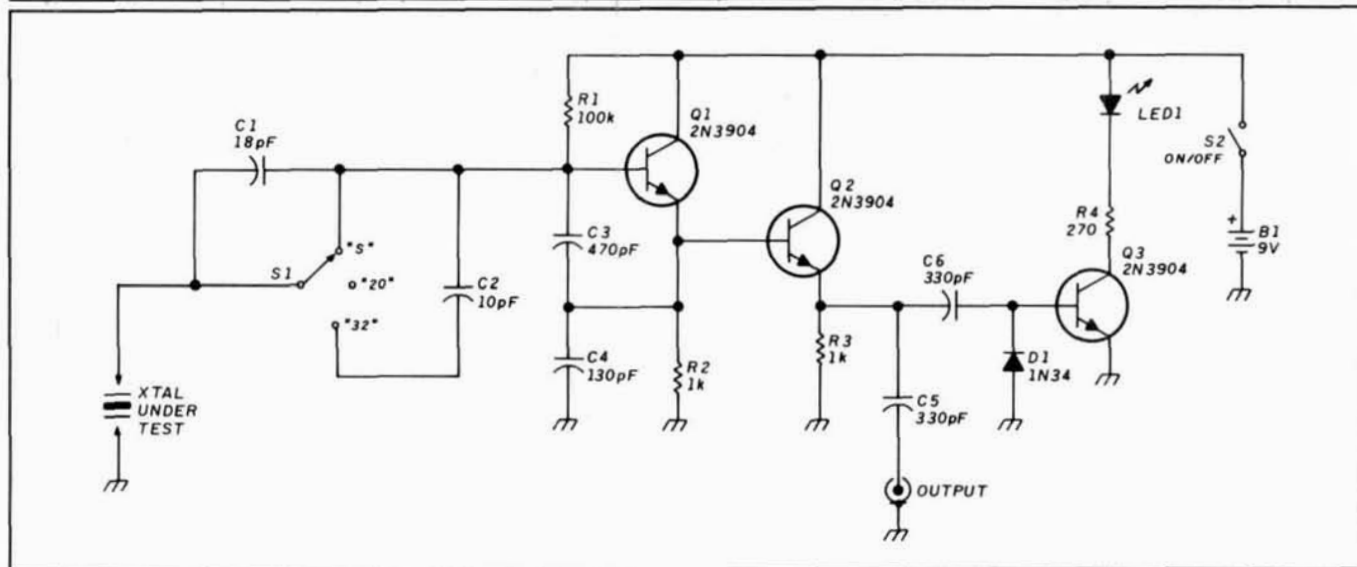 C1
18pF
S1
"S"
"20"
"32"
C2
10pF
XTAL
UNDER
TEST
R1
100k
C3
470pF
C4
130pF
Q1
2N3904
R2
1k
Q2
2N3904
R3
1k
C6
330pF
C5
330pF
OUTPUT
D1
1N34
LED1
R4
270
Q3
2N3904
S2
ON/OFF
+
B1
9V